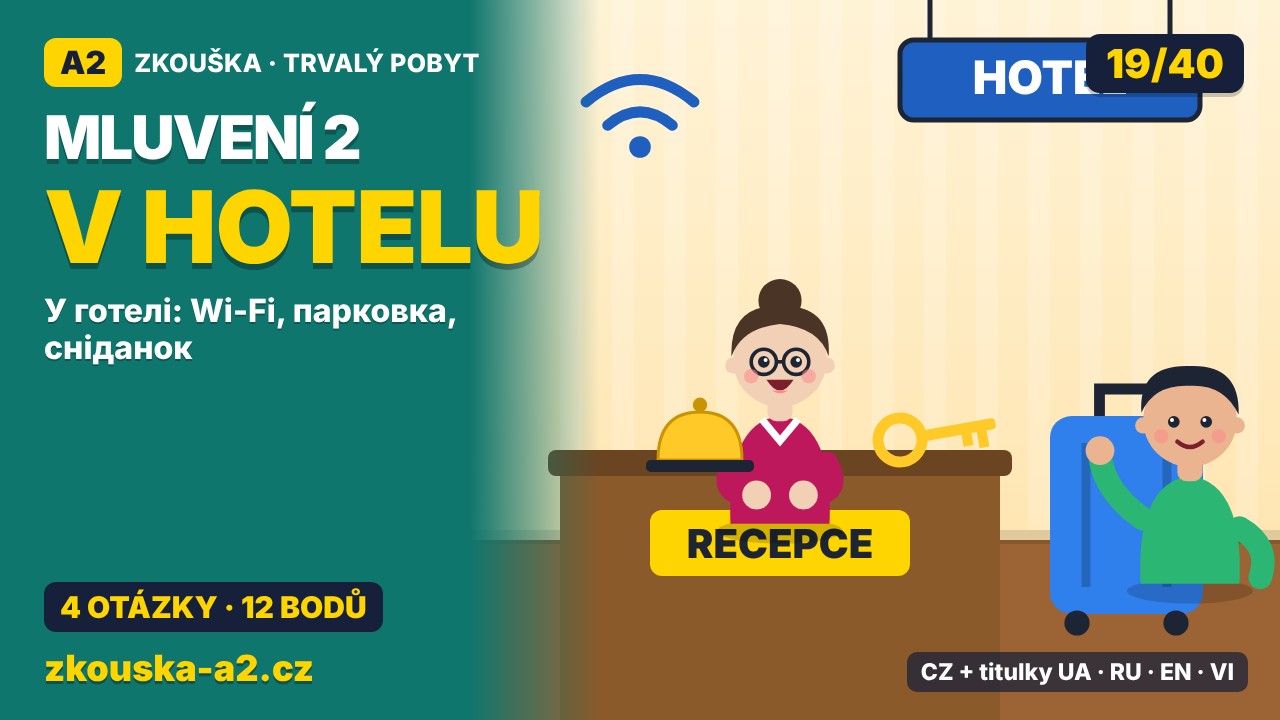 A2 ZKOUŠKA · TRVALÝ POBYT
MLUVENÍ 2
V HOTELU
У готелі: Wi-Fi, парковка,
сніданок
4 OTÁZKY · 12 BODŮ
zkouska-a2.cz
HOTE
19/40
RECEPCE
CZ + titulky UA · RU · EN · VI